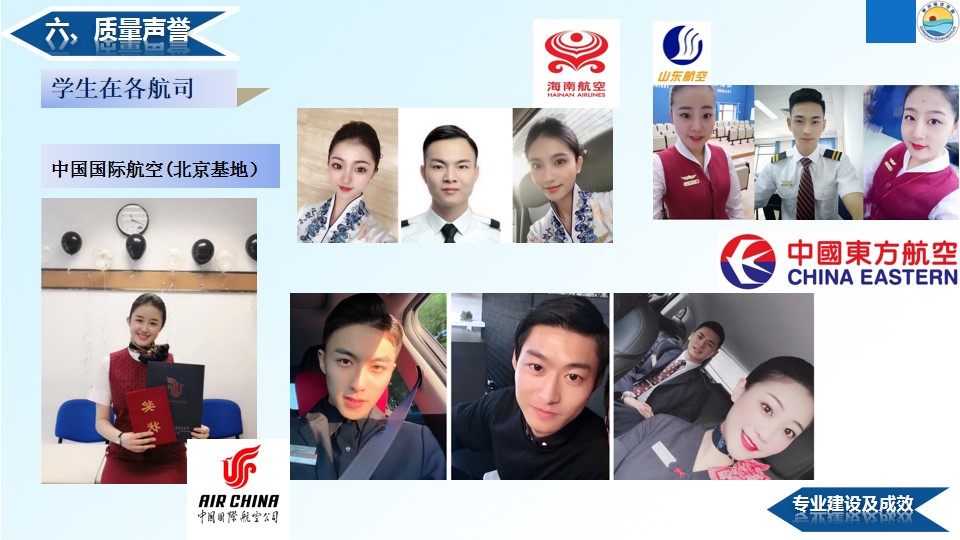 六、质量声誉
学生在各航司
中国国际航空(北京基地）
海南航空
HAINAN AIRLINES
山东航空
中國東方航空
CHINA EASTERN
奖状
AIR CHINA
中国国际航空公司
专业建设及成效